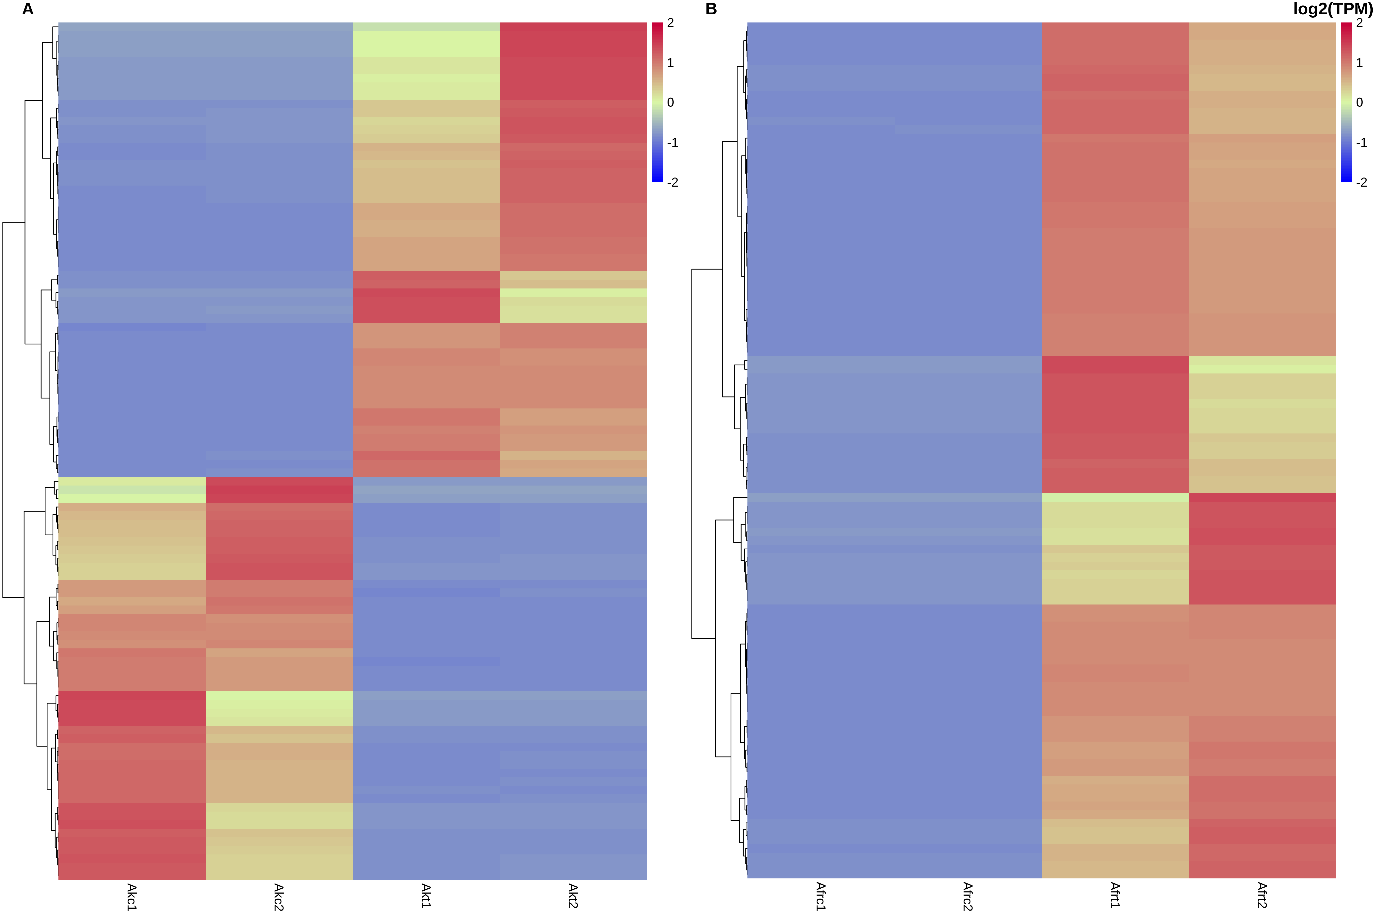 A
B
log2(TPM)
2
1
0
-1
-2
2
1
0
-1
-2
Akc1
Akc2
Akt1
Akt2
Afrc1
Afrc2
Afrt1
Afrt2